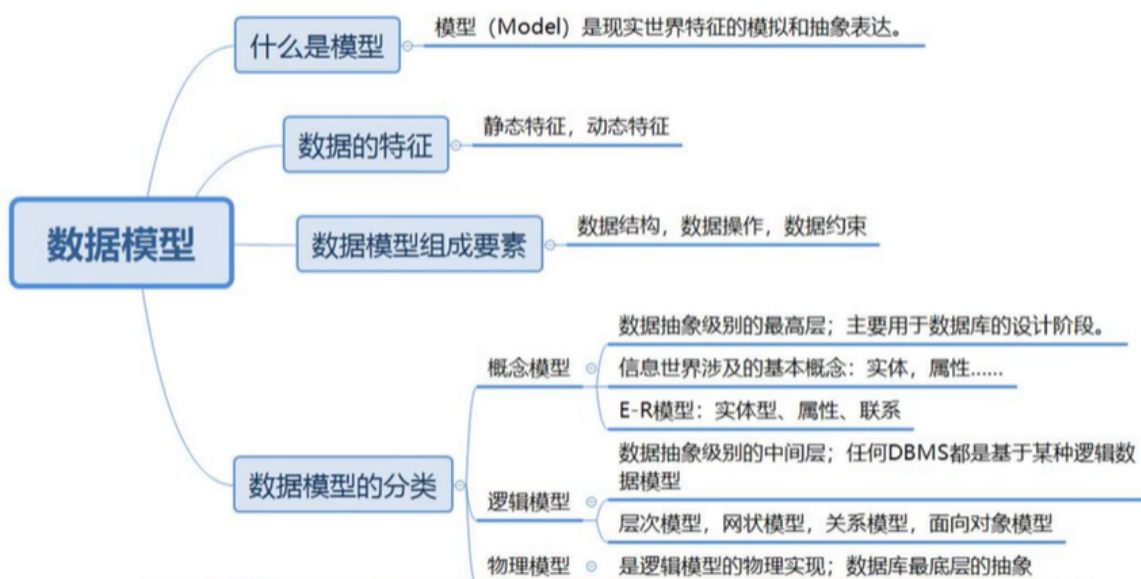 什么是模型
模型（Model）是现实世界特征的模拟和抽象表达。
数据的特征
静态特征，动态特征
数据模型
数据模型组成要素
数据结构，数据操作，数据约束
数据模型的分类
概念模型
数据抽象级别的最高层；主要用于数据库的设计阶段。
信息世界涉及的基本概念：实体，属性......
E-R模型：实体型、属性、联系
逻辑模型
数据抽象级别的中间层；任何DBMS都是基于某种逻辑数
据模型
层次模型，网状模型，关系模型，面向对象模型
物理模型
是逻辑模型的物理实现；数据库最底层的抽象